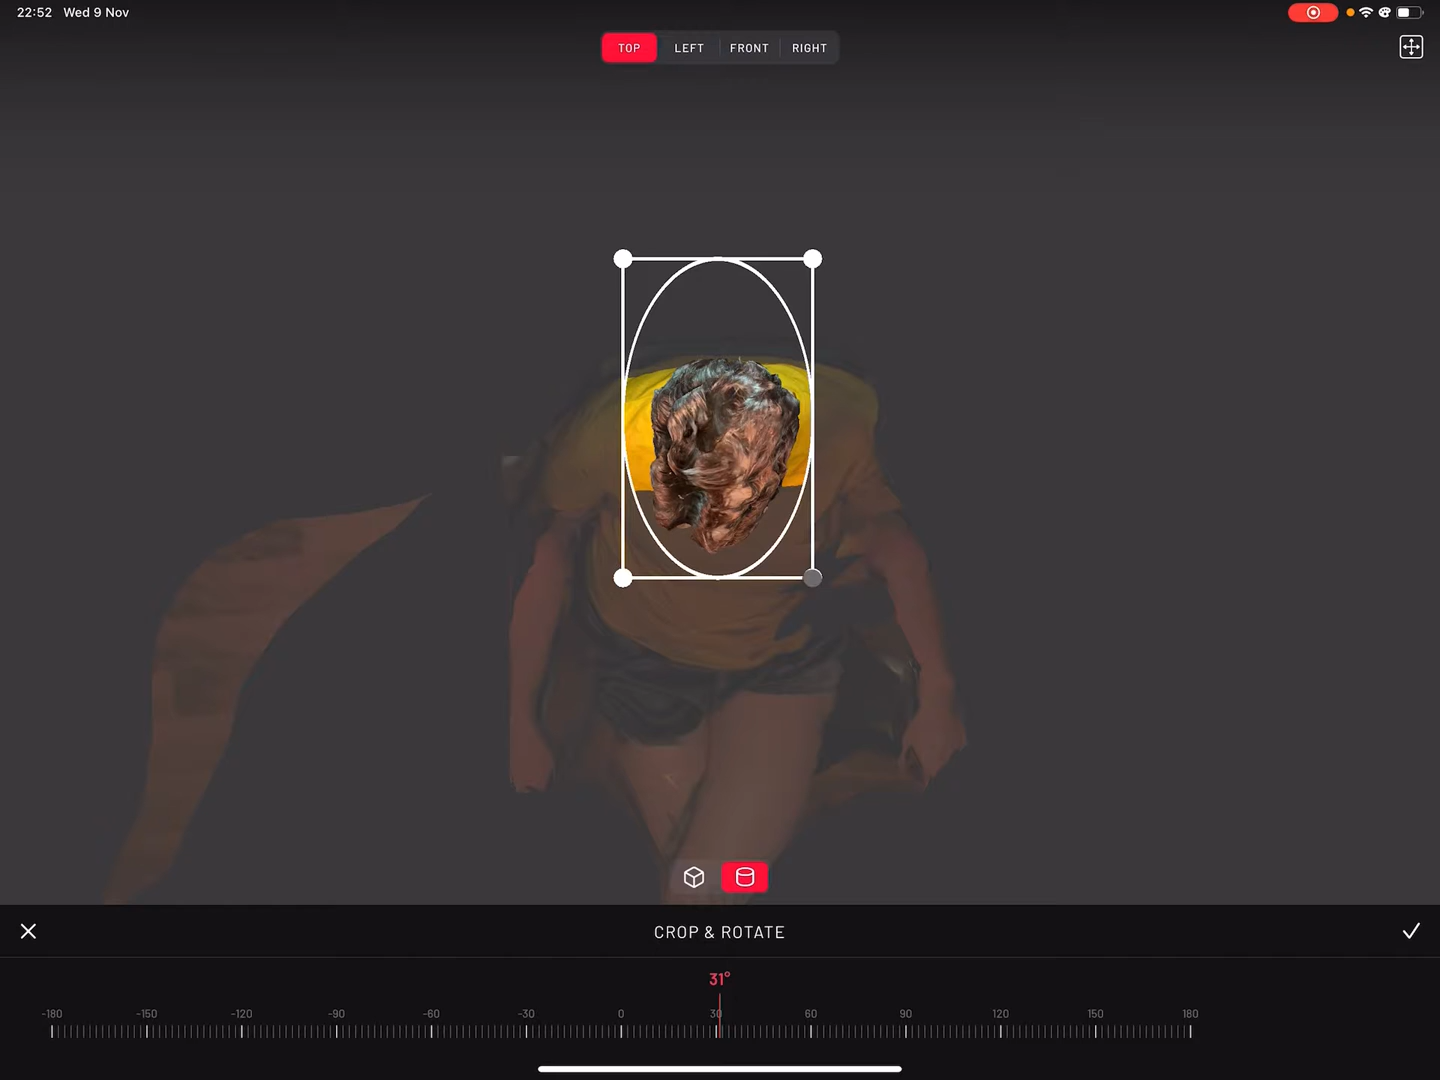 22:52 Wed 9 Nov
TOP LEFT FRONT RIGHT
CROP & ROTATE
31°
-180 -150 -120 -90 -60 -30 0 30 60 90 120 150 180